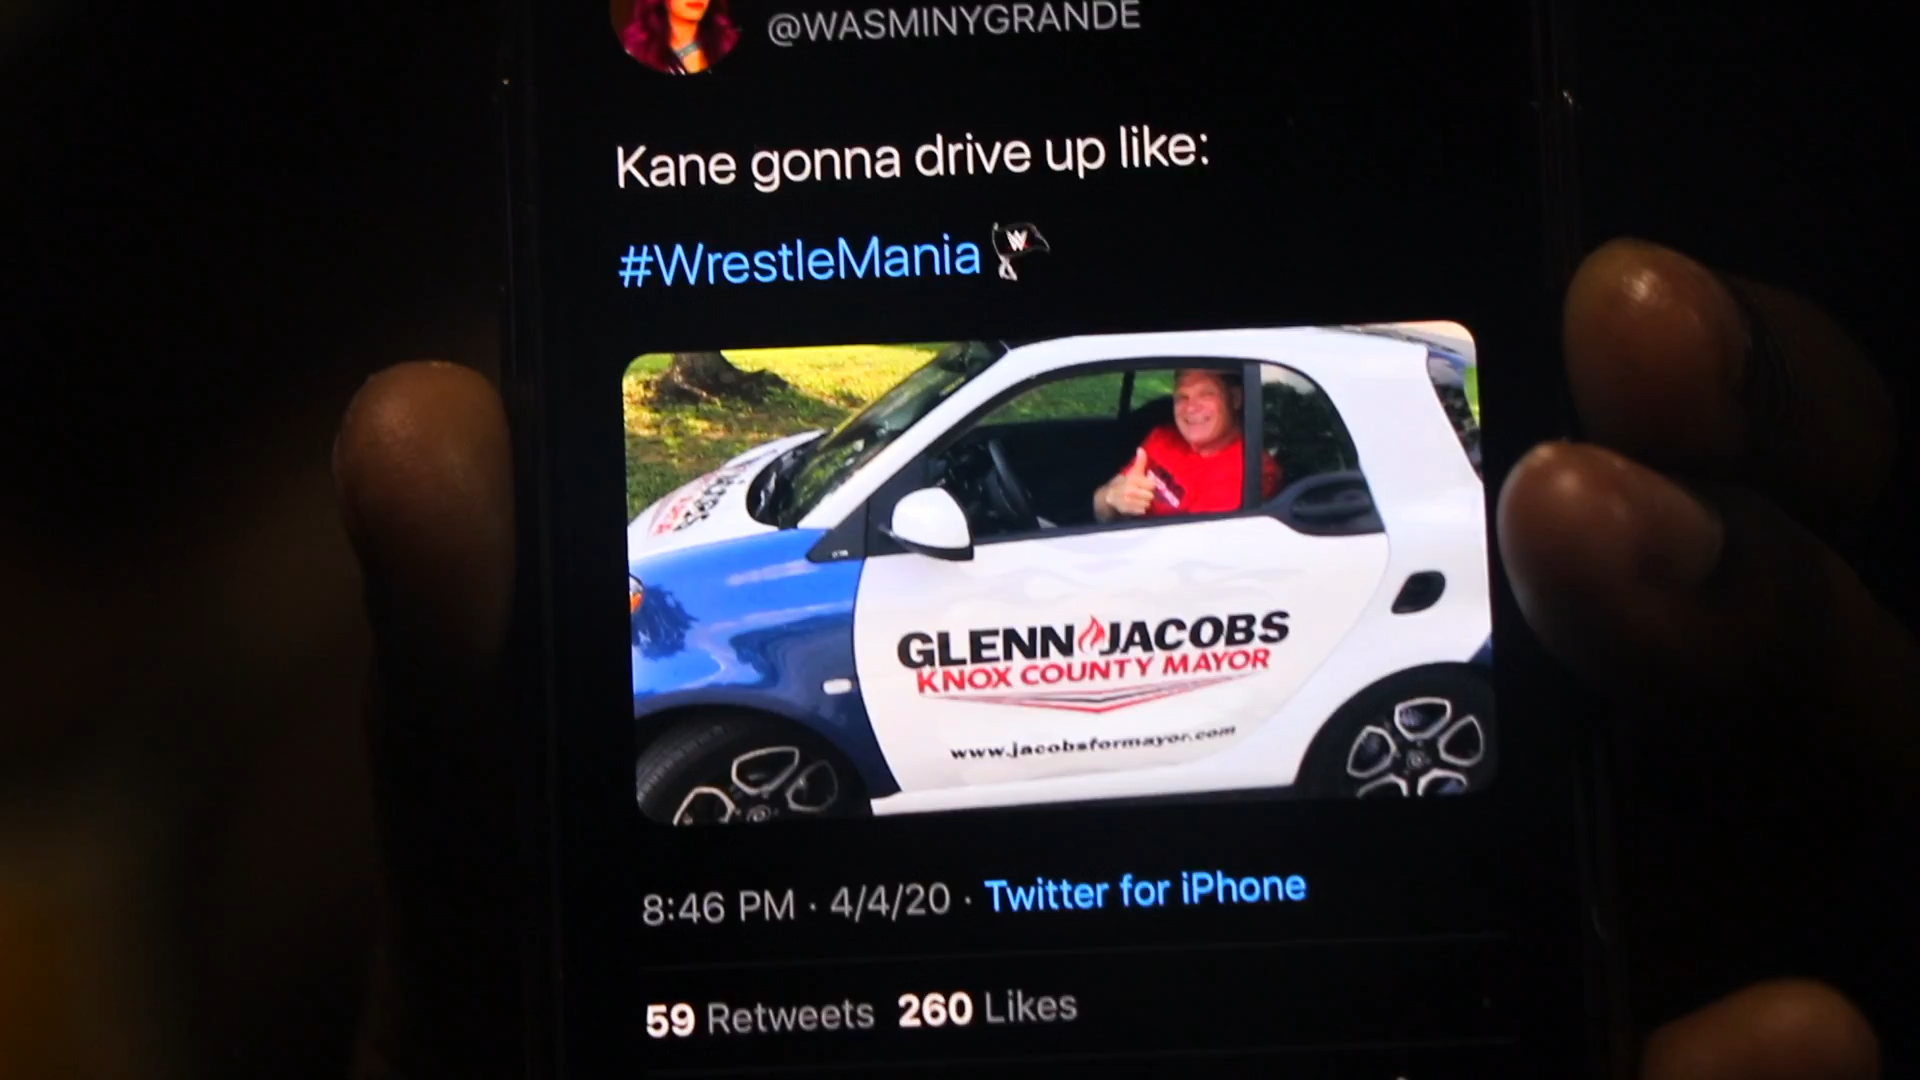 @WASMINYGRANDE
Kane gonna drive up like:
#WrestleMania
GLENN JACOBS
KNOX COUNTY MAYOR
www.jacobsformayor.com
8:46 PM · 4/4/20 · Twitter for iPhone
59 Retweets 260 Likes